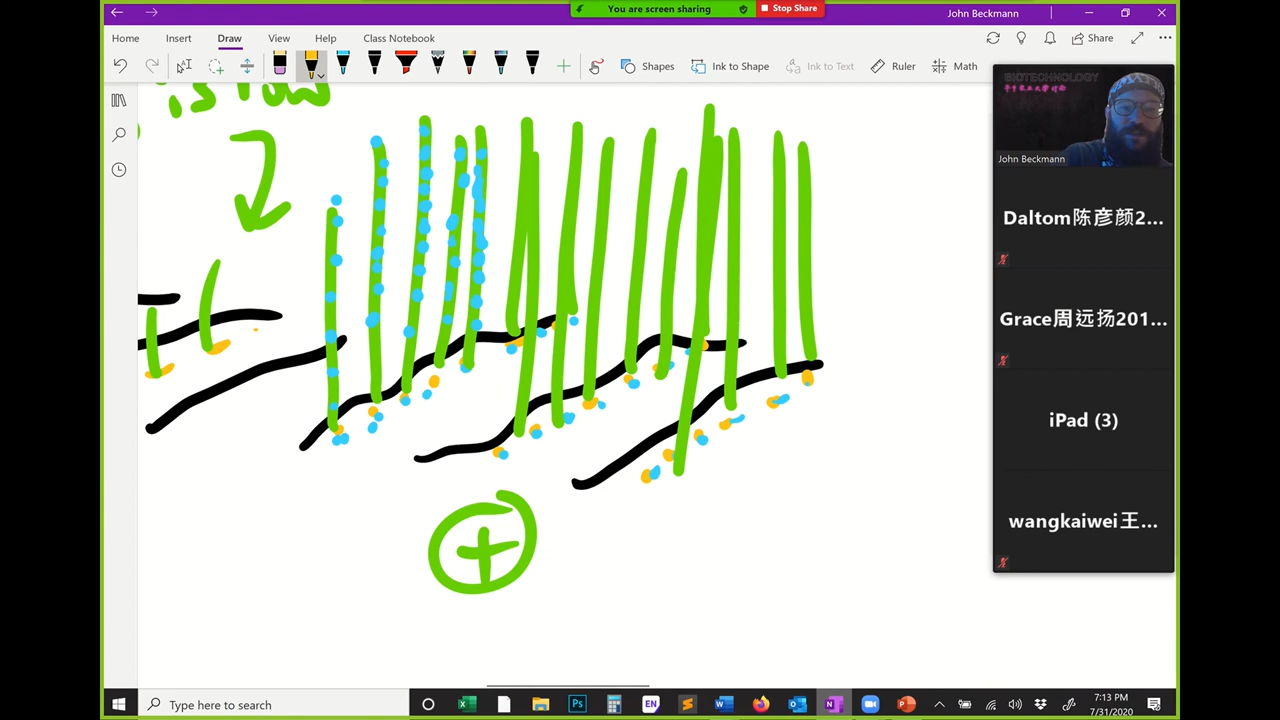 You are screen sharing
Stop Share
John Beckmann
Home Insert Draw View Help Class Notebook
Share
Shapes Ink to Shape Ink to Text Ruler Math
BIOTECHNOLOGY
John Beckmann
Daltom陈彦颜2...
Grace周远扬201...
iPad (3)
wangkaiwei王...
Type here to search
EN
7:13 PM
7/31/2020